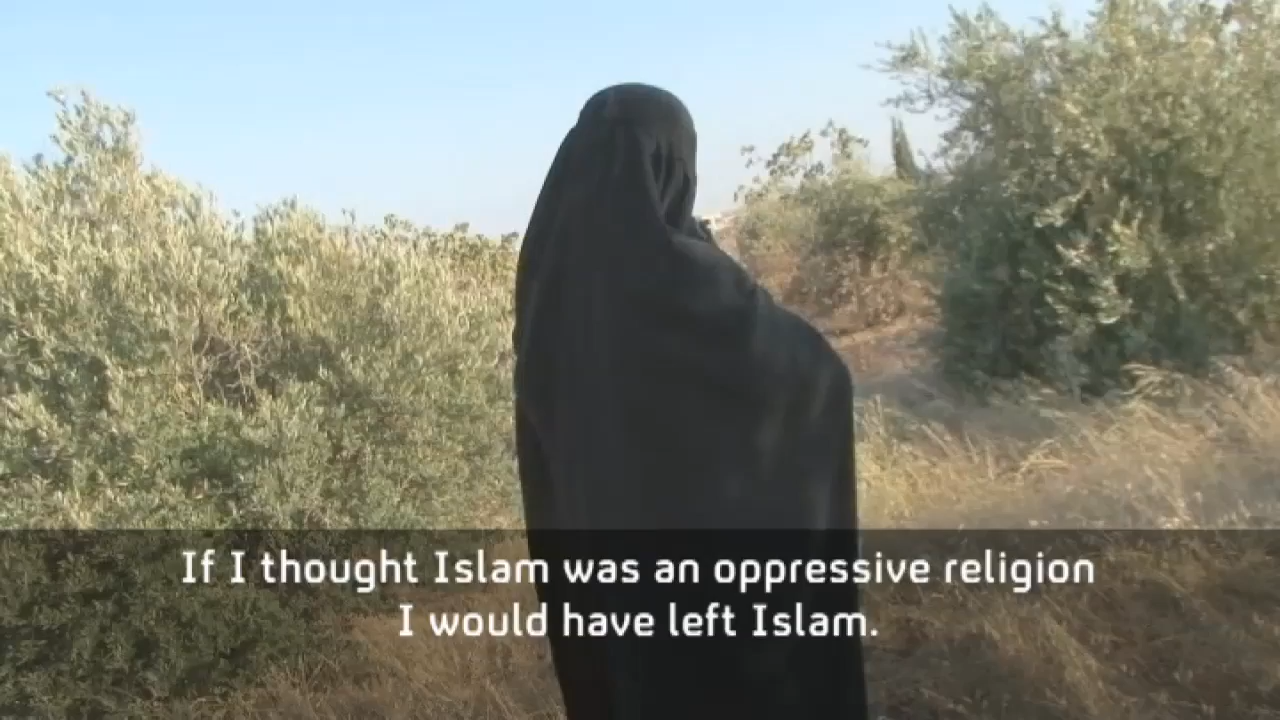 If I thought Islam was an oppressive religion
I would have left Islam.